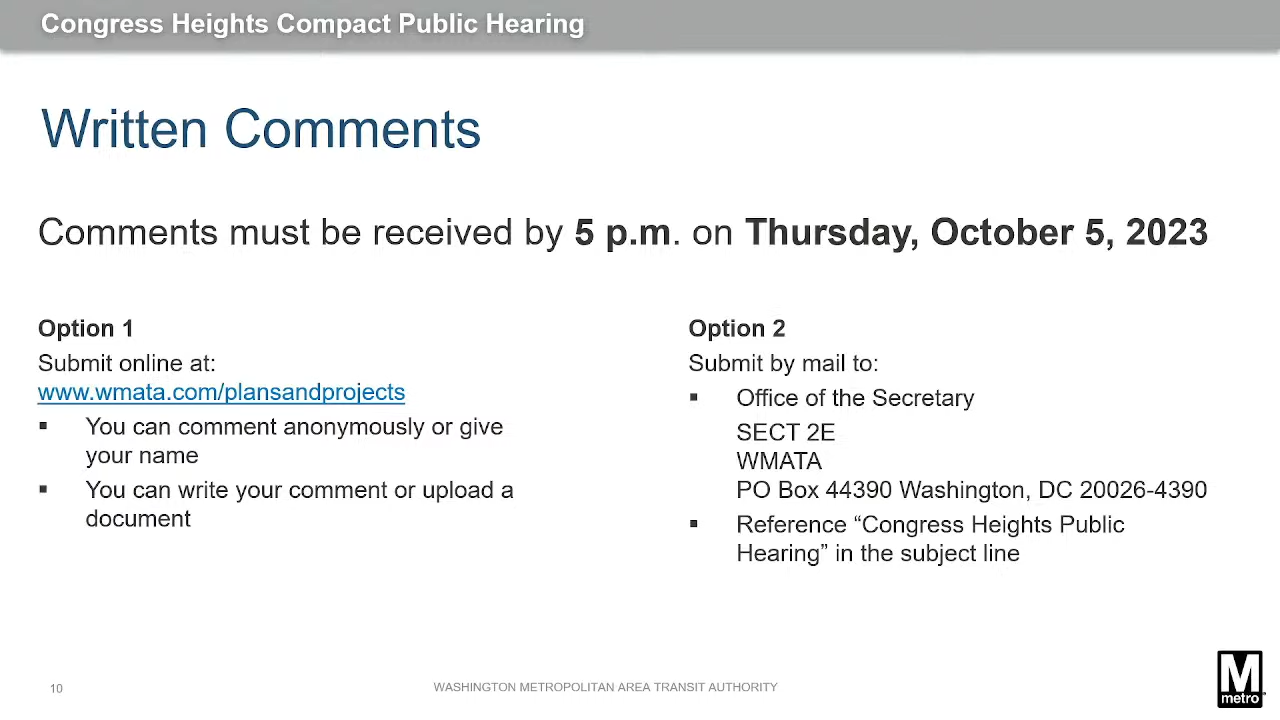 Congress Heights Compact Public Hearing
Written Comments
Comments must be received by 5 p.m. on Thursday, October 5, 2023
Option 1
Submit online at:
www.wmata.com/plansandprojects
▪ You can comment anonymously or give
your name
▪ You can write your comment or upload a
document
Option 2
Submit by mail to:
▪ Office of the Secretary
SECT 2E
WMATA
PO Box 44390 Washington, DC 20026-4390
▪ Reference “Congress Heights Public
Hearing” in the subject line
10
WASHINGTON METROPOLITAN AREA TRANSIT AUTHORITY
M
metro